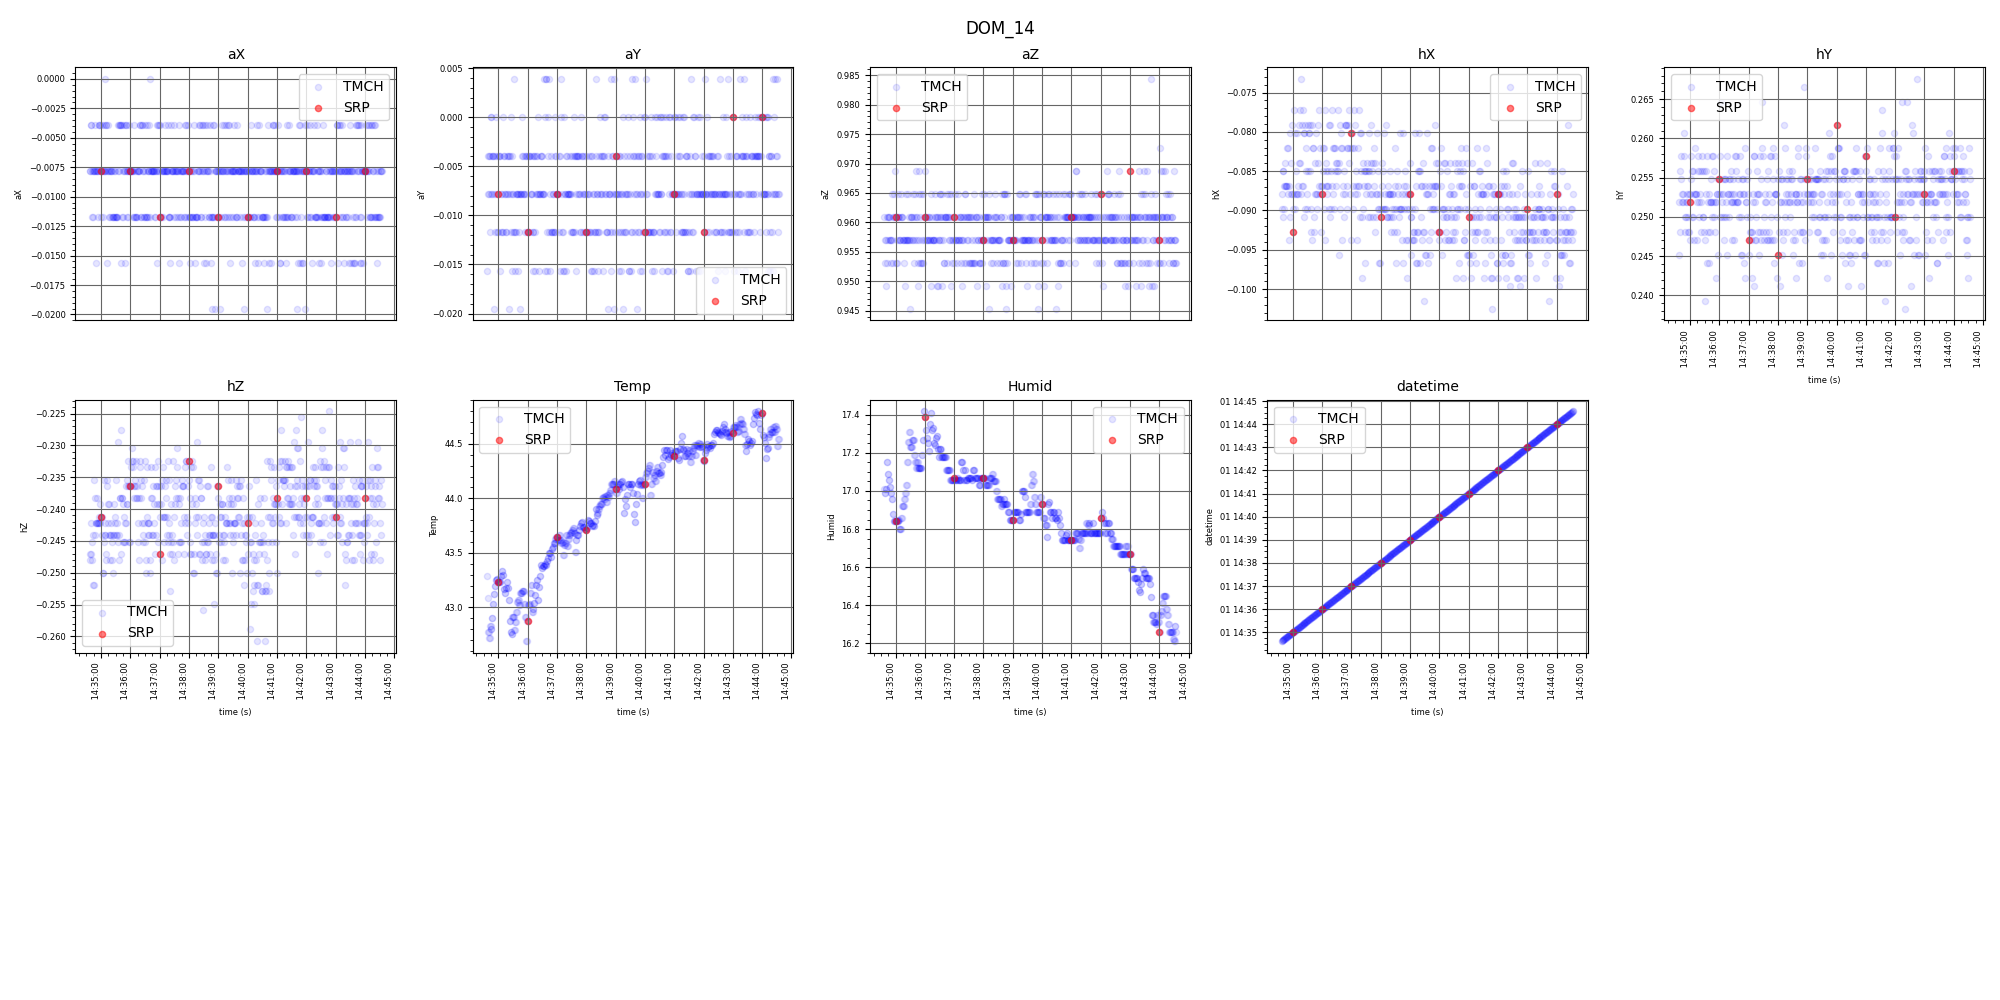 DOM_14
aX
TMCH
SRP
0.0000
−0.0025
−0.0050
−0.0075
−0.0100
−0.0125
−0.0150
−0.0175
−0.0200
aX
aY
TMCH
SRP
0.005
0.000
−0.005
−0.010
−0.015
−0.020
aY
aZ
TMCH
SRP
0.985
0.980
0.975
0.970
0.965
0.960
0.955
0.950
0.945
aZ
hX
TMCH
SRP
−0.075
−0.080
−0.085
−0.090
−0.095
−0.100
hX
hY
TMCH
SRP
0.265
0.260
0.255
0.250
0.245
0.240
hY
14:35:00
14:36:00
14:37:00
14:38:00
14:39:00
14:40:00
14:41:00
14:42:00
14:43:00
14:44:00
14:45:00
time (s)
hZ
TMCH
SRP
−0.225
−0.230
−0.235
−0.240
−0.245
−0.250
−0.255
−0.260
hZ
14:35:00
14:36:00
14:37:00
14:38:00
14:39:00
14:40:00
14:41:00
14:42:00
14:43:00
14:44:00
14:45:00
time (s)
Temp
TMCH
SRP
44.5
44.0
43.5
43.0
Temp
14:35:00
14:36:00
14:37:00
14:38:00
14:39:00
14:40:00
14:41:00
14:42:00
14:43:00
14:44:00
14:45:00
time (s)
Humid
TMCH
SRP
17.4
17.2
17.0
16.8
16.6
16.4
16.2
Humid
14:35:00
14:36:00
14:37:00
14:38:00
14:39:00
14:40:00
14:41:00
14:42:00
14:43:00
14:44:00
14:45:00
time (s)
datetime
TMCH
SRP
01 14:45
01 14:44
01 14:43
01 14:42
01 14:41
01 14:40
01 14:39
01 14:38
01 14:37
01 14:36
01 14:35
datetime
14:35:00
14:36:00
14:37:00
14:38:00
14:39:00
14:40:00
14:41:00
14:42:00
14:43:00
14:44:00
14:45:00
time (s)